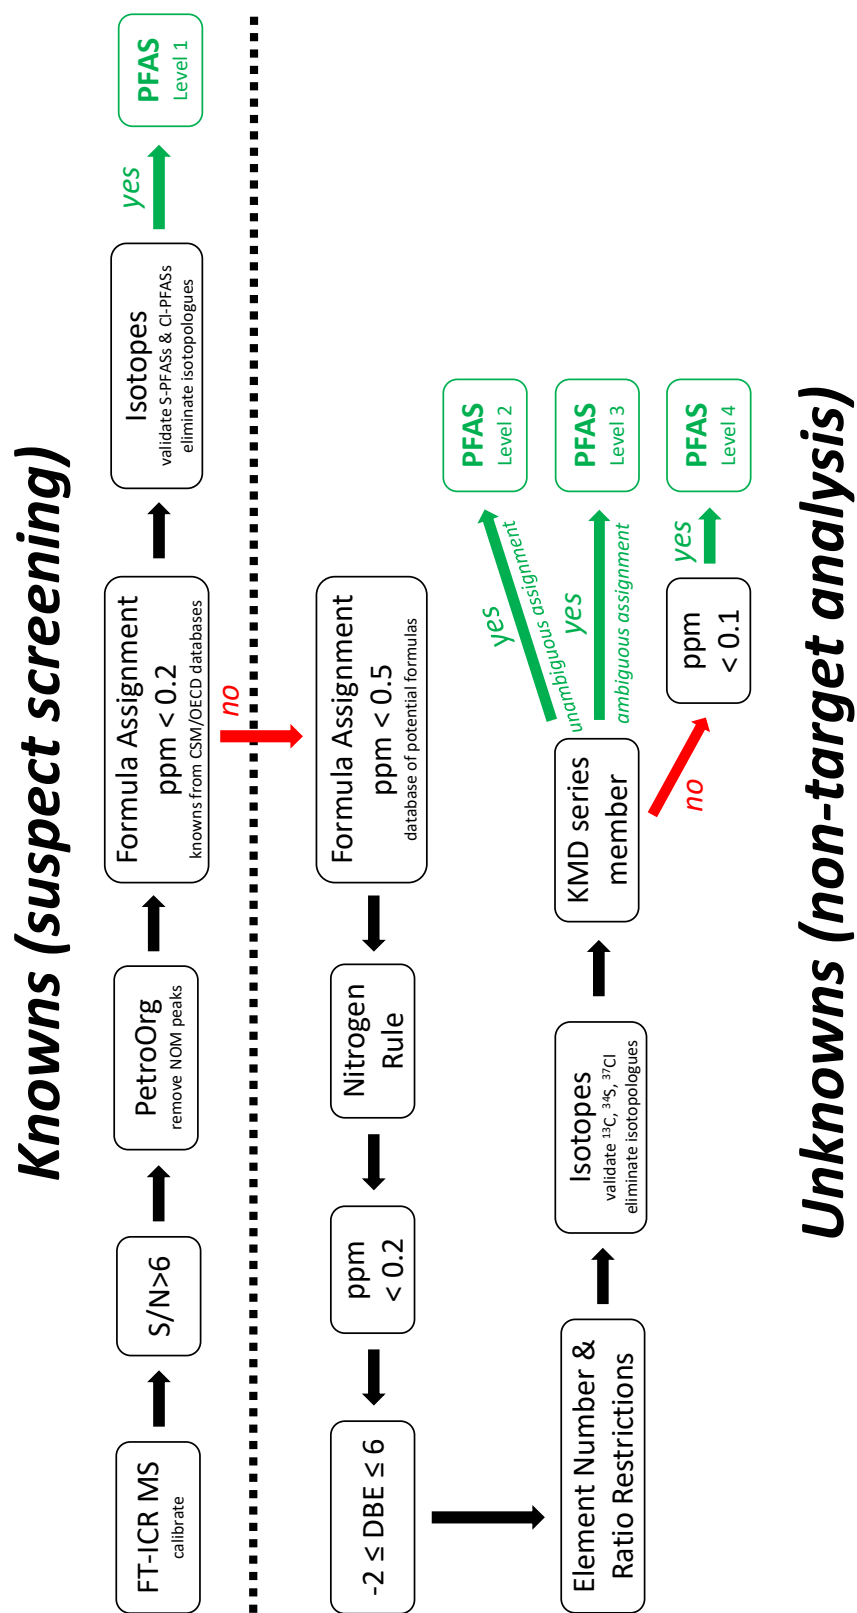 Knowns (suspect screening)
FT-ICR MS
calibrate
S/N>6
PetroOrg
remove NOM peaks
Formula Assignment
ppm < 0.2
knowns from CSM/OECD databases
Isotopes
validate S-PFASs & Cl-PFASs
eliminate isotopologues
yes
PFAS
Level 1
no
Formula Assignment
ppm < 0.5
database of potential formulas
Nitrogen
Rule
ppm
< 0.2
-2 ≤ DBE ≤ 6
Element Number &
Ratio Restrictions
Isotopes
validate ¹³C, ³⁴S, ³⁷Cl
eliminate isotopologues
KMD series
member
yes
unambiguous assignment
PFAS
Level 2
yes
ambiguous assignment
PFAS
Level 3
no
ppm
< 0.1
yes
PFAS
Level 4
Unknowns (non-target analysis)